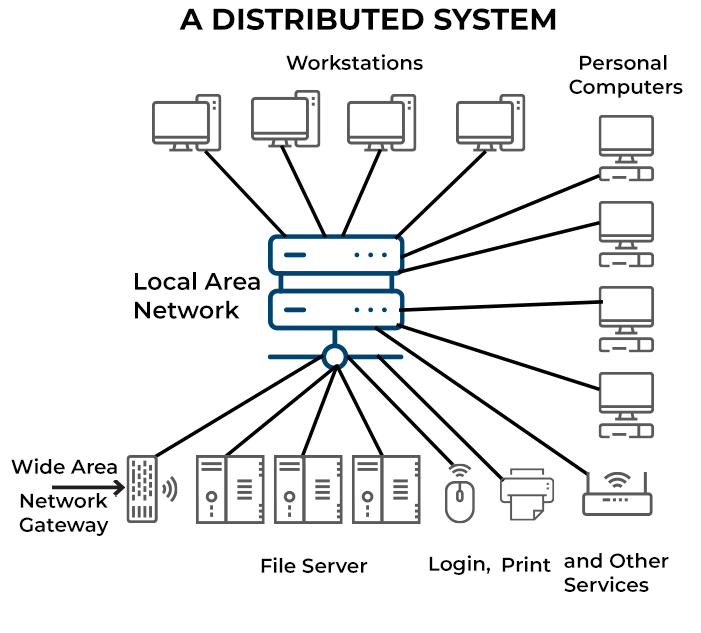 A DISTRIBUTED SYSTEM
Workstations
Personal
Computers
Local Area
Network
Wide Area
Network
Gateway
File Server
Login, Print
and Other
Services